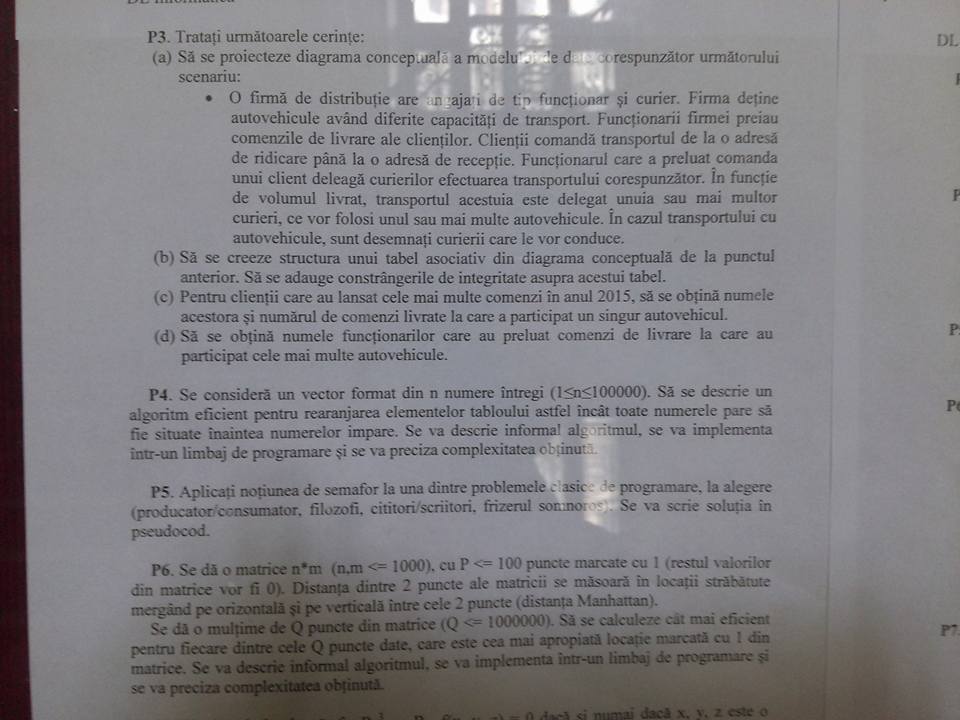 DL Informatica
P3. Tratați următoarele cerințe:
(a) Să se proiecteze diagrama conceptuală a modelului de date corespunzător următorului
scenariu:
• O firmă de distribuție are angajați de tip funcționar și curier. Firma deține
autovehicule având diferite capacități de transport. Funcționarii firmei preiau
comenzile de livrare ale clienților. Clienții comandă transportul de la o adresă
de ridicare până la o adresă de recepție. Funcționarul care a preluat comanda
unui client deleagă curierilor efectuarea transportului corespunzător. În funcție
de volumul livrat, transportul acestuia este delegat unuia sau mai multor
curieri, ce vor folosi unul sau mai multe autovehicule. În cazul transportului cu
autovehicule, sunt desemnați curierii care le vor conduce.
(b) Să se creeze structura unui tabel asociativ din diagrama conceptuală de la punctul
anterior. Să se adauge constrângerile de integritate asupra acestui tabel.
(c) Pentru clienții care au lansat cele mai multe comenzi în anul 2015, să se obțină numele
acestora și numărul de comenzi livrate la care a participat un singur autovehicul.
(d) Să se obțină numele funcționarilor care au preluat comenzi de livrare la care au
participat cele mai multe autovehicule.
P4. Se consideră un vector format din n numere întregi (1≤n≤100000). Să se descrie un
algoritm eficient pentru rearanjarea elementelor tabloului astfel încât toate numerele pare să
fie situate înaintea numerelor impare. Se va descrie informal algoritmul, se va implementa
într-un limbaj de programare și se va preciza complexitatea obținută.
P5. Aplicați noțiunea de semafor la una dintre problemele clasice de programare, la alegere
(producator/consumator, filozofi, cititori/scriitori, frizerul somnoros). Se va scrie soluția în
pseudocod.
P6. Se dă o matrice n*m (n,m <= 1000), cu P <= 100 puncte marcate cu 1 (restul valorilor
din matrice vor fi 0). Distanța dintre 2 puncte ale matricii se măsoară în locații străbătute
mergând pe orizontală și pe verticală între cele 2 puncte (distanța Manhattan).
Se dă o mulțime de Q puncte din matrice (Q <= 1000000). Să se calculeze cât mai eficient
pentru fiecare dintre cele Q puncte date, care este cea mai apropiată locație marcată cu 1 din
matrice. Se va descrie informal algoritmul, se va implementa într-un limbaj de programare și
se va preciza complexitatea obținută.
= 0 dacă și numai dacă x, y, z este o
DL
P7.